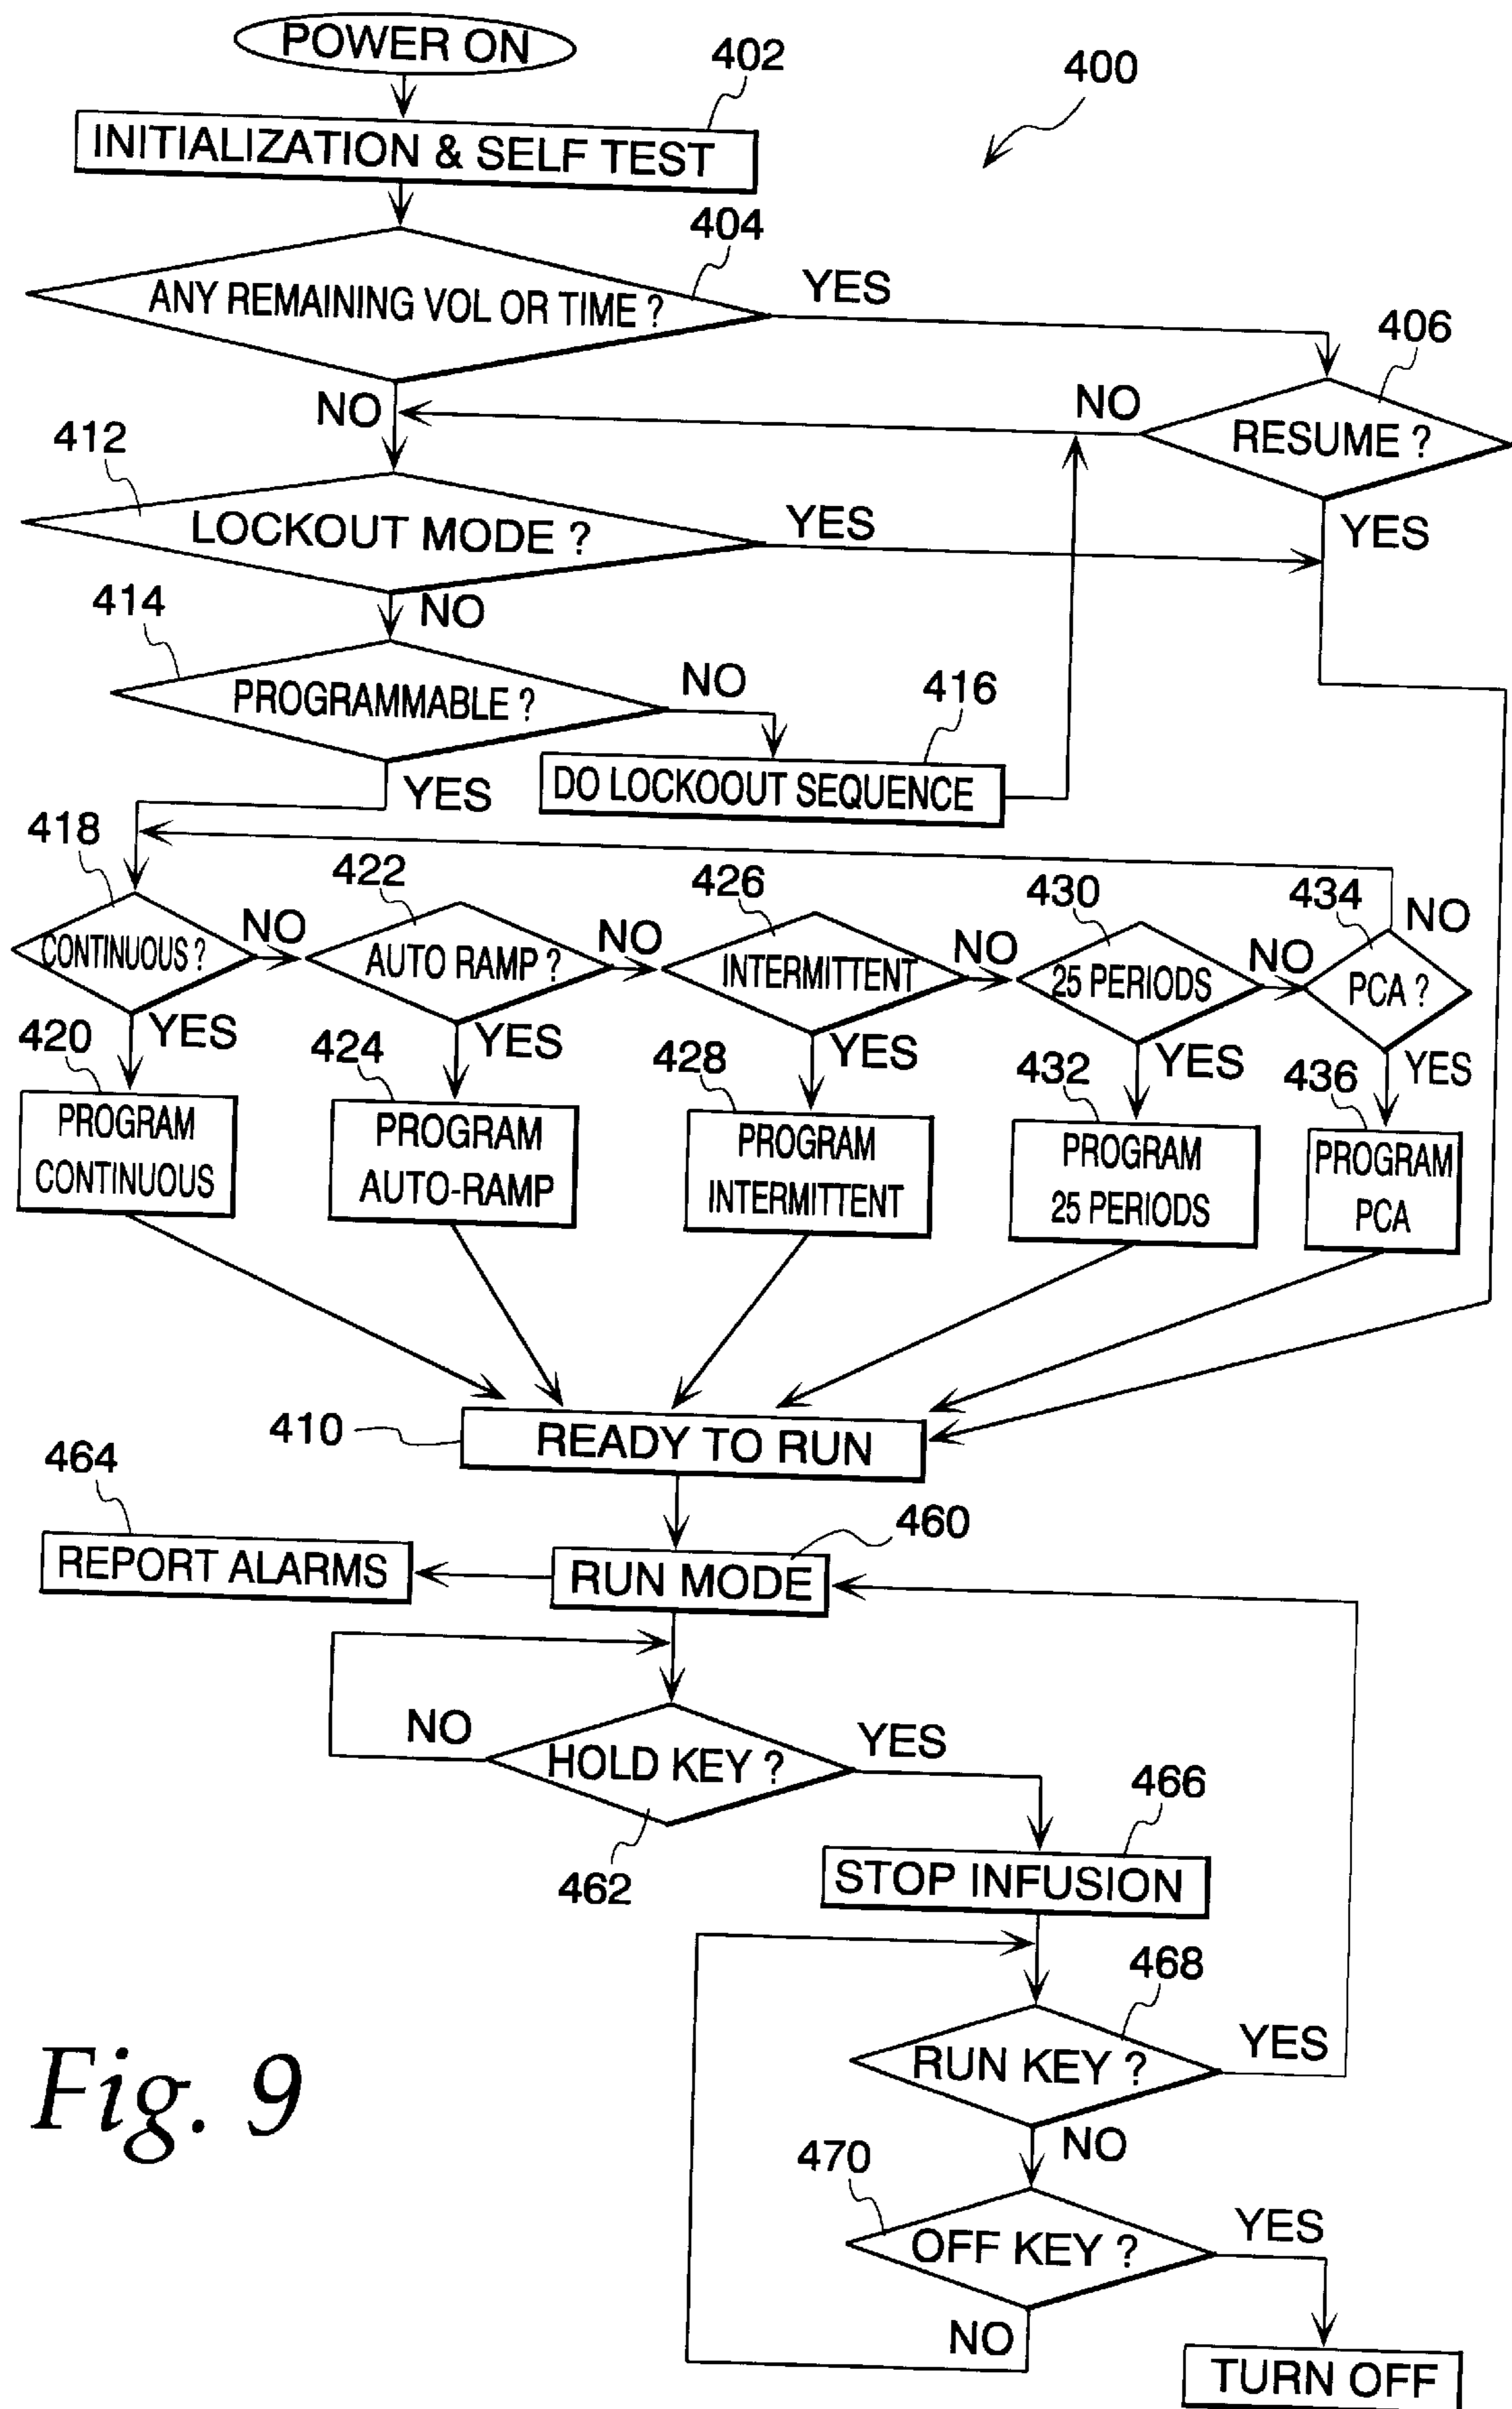 POWER ON
402
400
INITIALIZATION & SELF TEST
404
ANY REMAINING VOL OR TIME ?
YES
406
NO
NO
RESUME ?
412
LOCKOUT MODE ?
YES
YES
414
NO
PROGRAMMABLE ?
NO
416
YES
DO LOCKOOUT SEQUENCE
418
422
426
430
434
NO
CONTINUOUS ?
NO
AUTO RAMP ?
NO
INTERMITTENT
NO
25 PERIODS
NO
PCA ?
420
YES
424
YES
428
YES
432
YES
436
YES
PROGRAM
CONTINUOUS
PROGRAM
AUTO-RAMP
PROGRAM
INTERMITTENT
PROGRAM
25 PERIODS
PROGRAM
PCA
410
READY TO RUN
464
460
REPORT ALARMS
RUN MODE
NO
HOLD KEY ?
YES
462
466
STOP INFUSION
468
RUN KEY ?
YES
Fig. 9
NO
470
OFF KEY ?
YES
NO
TURN OFF